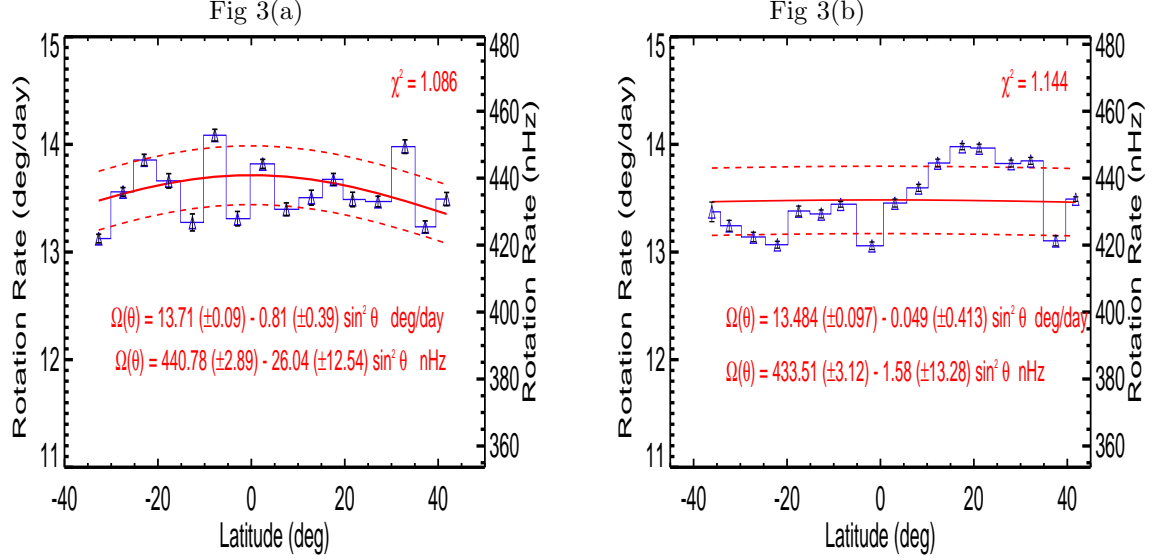 Fig 3(a)
Rotation Rate (deg/day)
15
14
13
12
11
χ² = 1.086
Ω(θ) = 13.71 (±0.09) - 0.81 (±0.39) sin² θ deg/day
Ω(θ) = 440.78 (±2.89) - 26.04 (±12.54) sin² θ nHz
480
460
440
420
400
380
360
Rotation Rate (nHz)
-40 -20 0 20 40
Latitude (deg)
Fig 3(b)
Rotation Rate (deg/day)
15
14
13
12
11
χ² = 1.144
Ω(θ) = 13.484 (±0.097) - 0.049 (±0.413) sin² θ deg/day
Ω(θ) = 433.51 (±3.12) - 1.58 (±13.28) sin² θ nHz
480
460
440
420
400
380
360
Rotation Rate (nHz)
-40 -20 0 20 40
Latitude (deg)